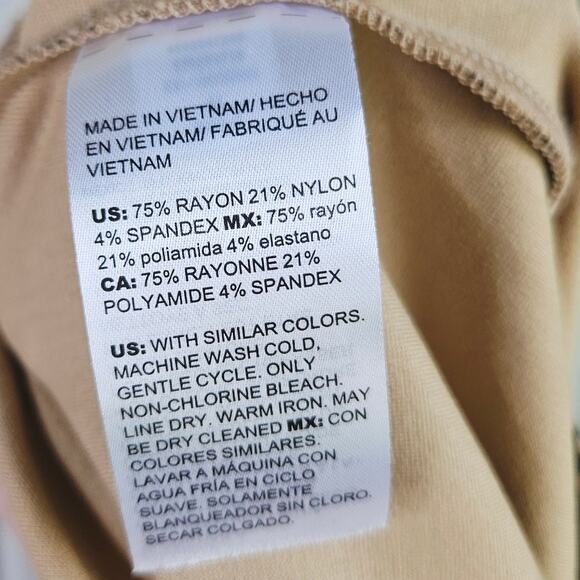 MADE IN VIETNAM/ HECHO
EN VIETNAM/ FABRIQUÉ AU
VIETNAM
US: 75% RAYON 21% NYLON
4% SPANDEX MX: 75% rayón
21% poliamida 4% elastano
CA: 75% RAYONNE 21%
POLYAMIDE 4% SPANDEX
US: WITH SIMILAR COLORS.
MACHINE WASH COLD,
GENTLE CYCLE. ONLY
NON-CHLORINE BLEACH.
LINE DRY. WARM IRON. MAY
BE DRY CLEANED MX: CON
COLORES SIMILARES.
LAVAR A MÁQUINA CON
AGUA FRÍA EN CICLO
SUAVE. SOLAMENTE
BLANQUEADOR SIN CLORO.
SECAR COLGADO.